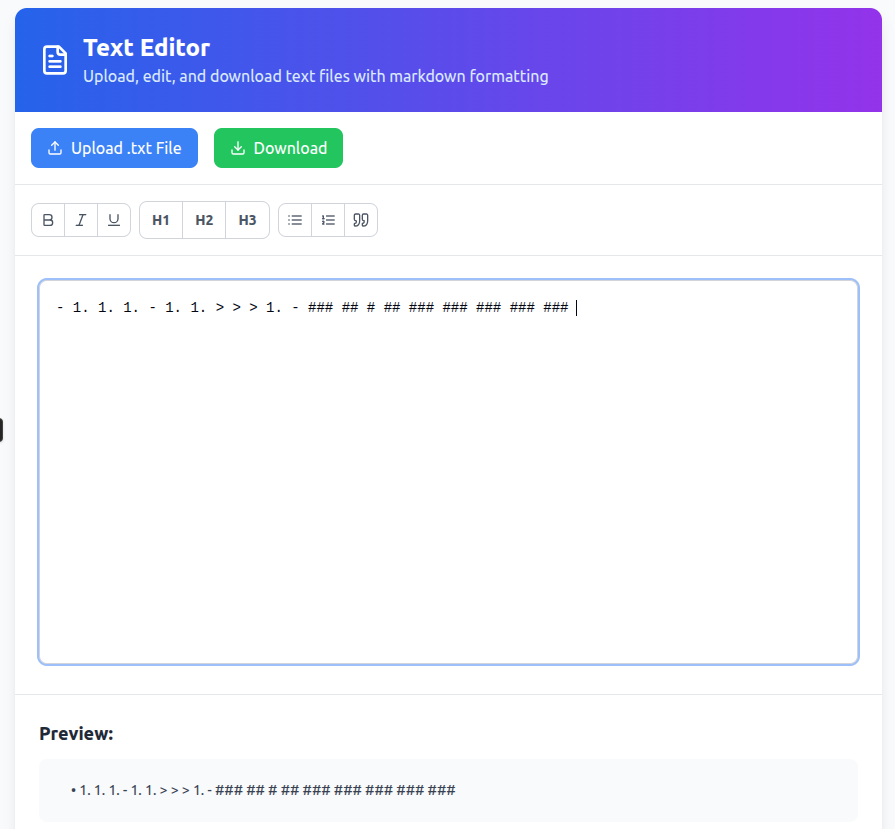 Text Editor
Upload, edit, and download text files with markdown formatting
Upload .txt File Download
B I U H1 H2 H3
- 1. 1. 1. - 1. 1. > > > 1. - ### ## # ## ### ### ### ### ###
Preview:
• 1. 1. 1. - 1. 1. > > > 1. - ### ## # ## ### ### ### ### ###